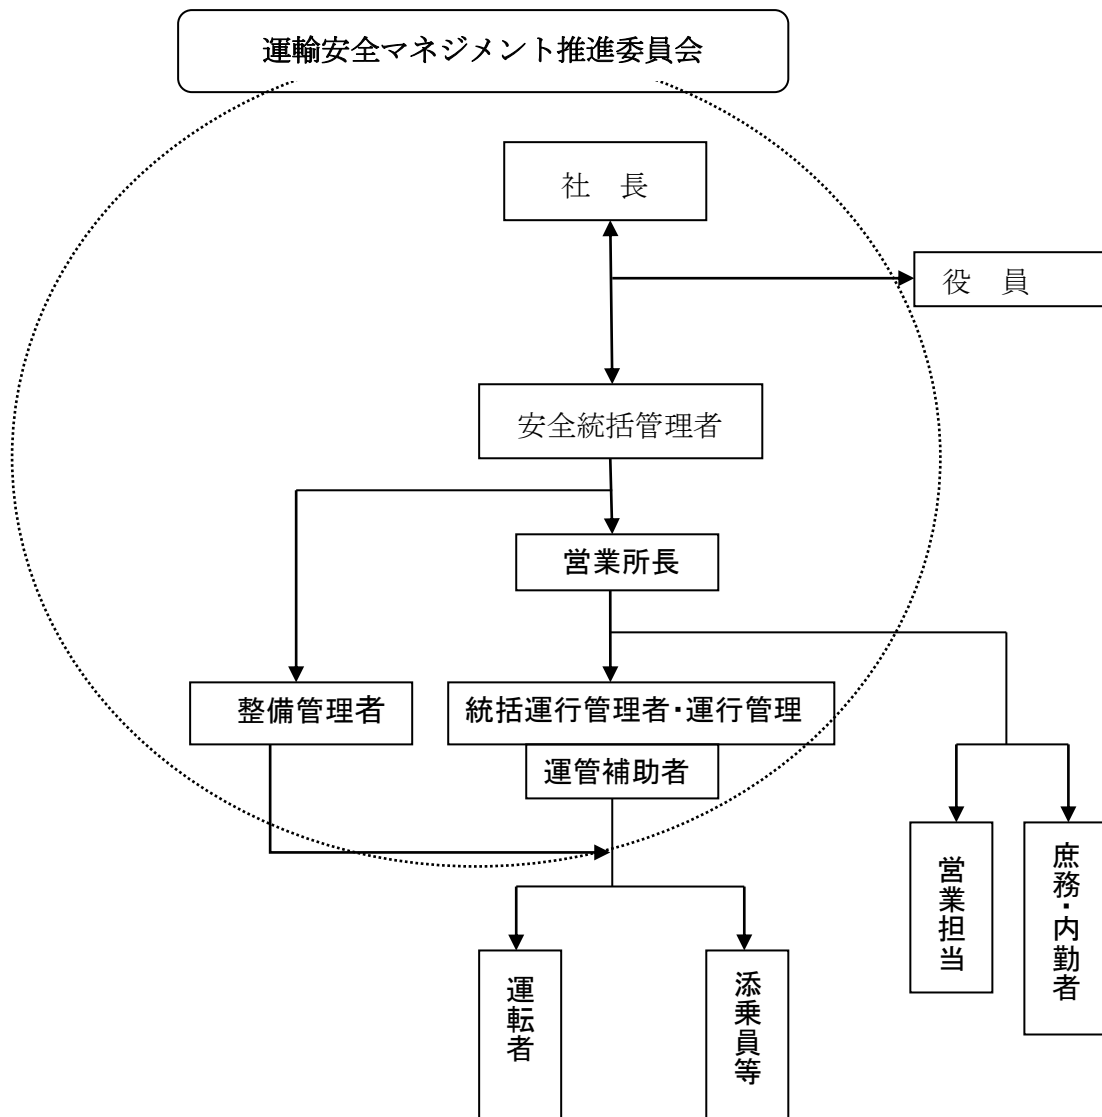 運輸安全マネジメント推進委員会
社　長
役　員
安全統括管理者
営業所長
整備管理者
統括運行管理者・運行管理
運管補助者
営業担当
庶務・内勤者
運転者
添乗員等